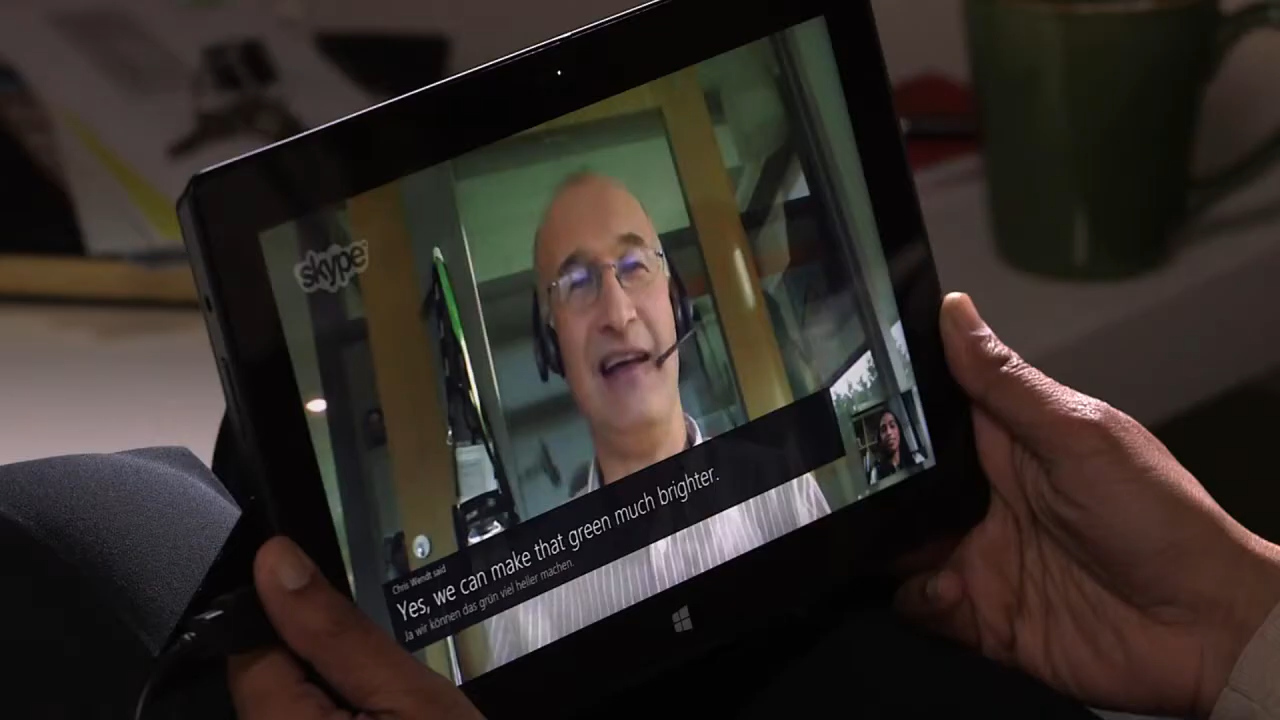 skype
Chris Wendt said
Yes, we can make that green much brighter.
Ja wir können das grün viel heller machen.